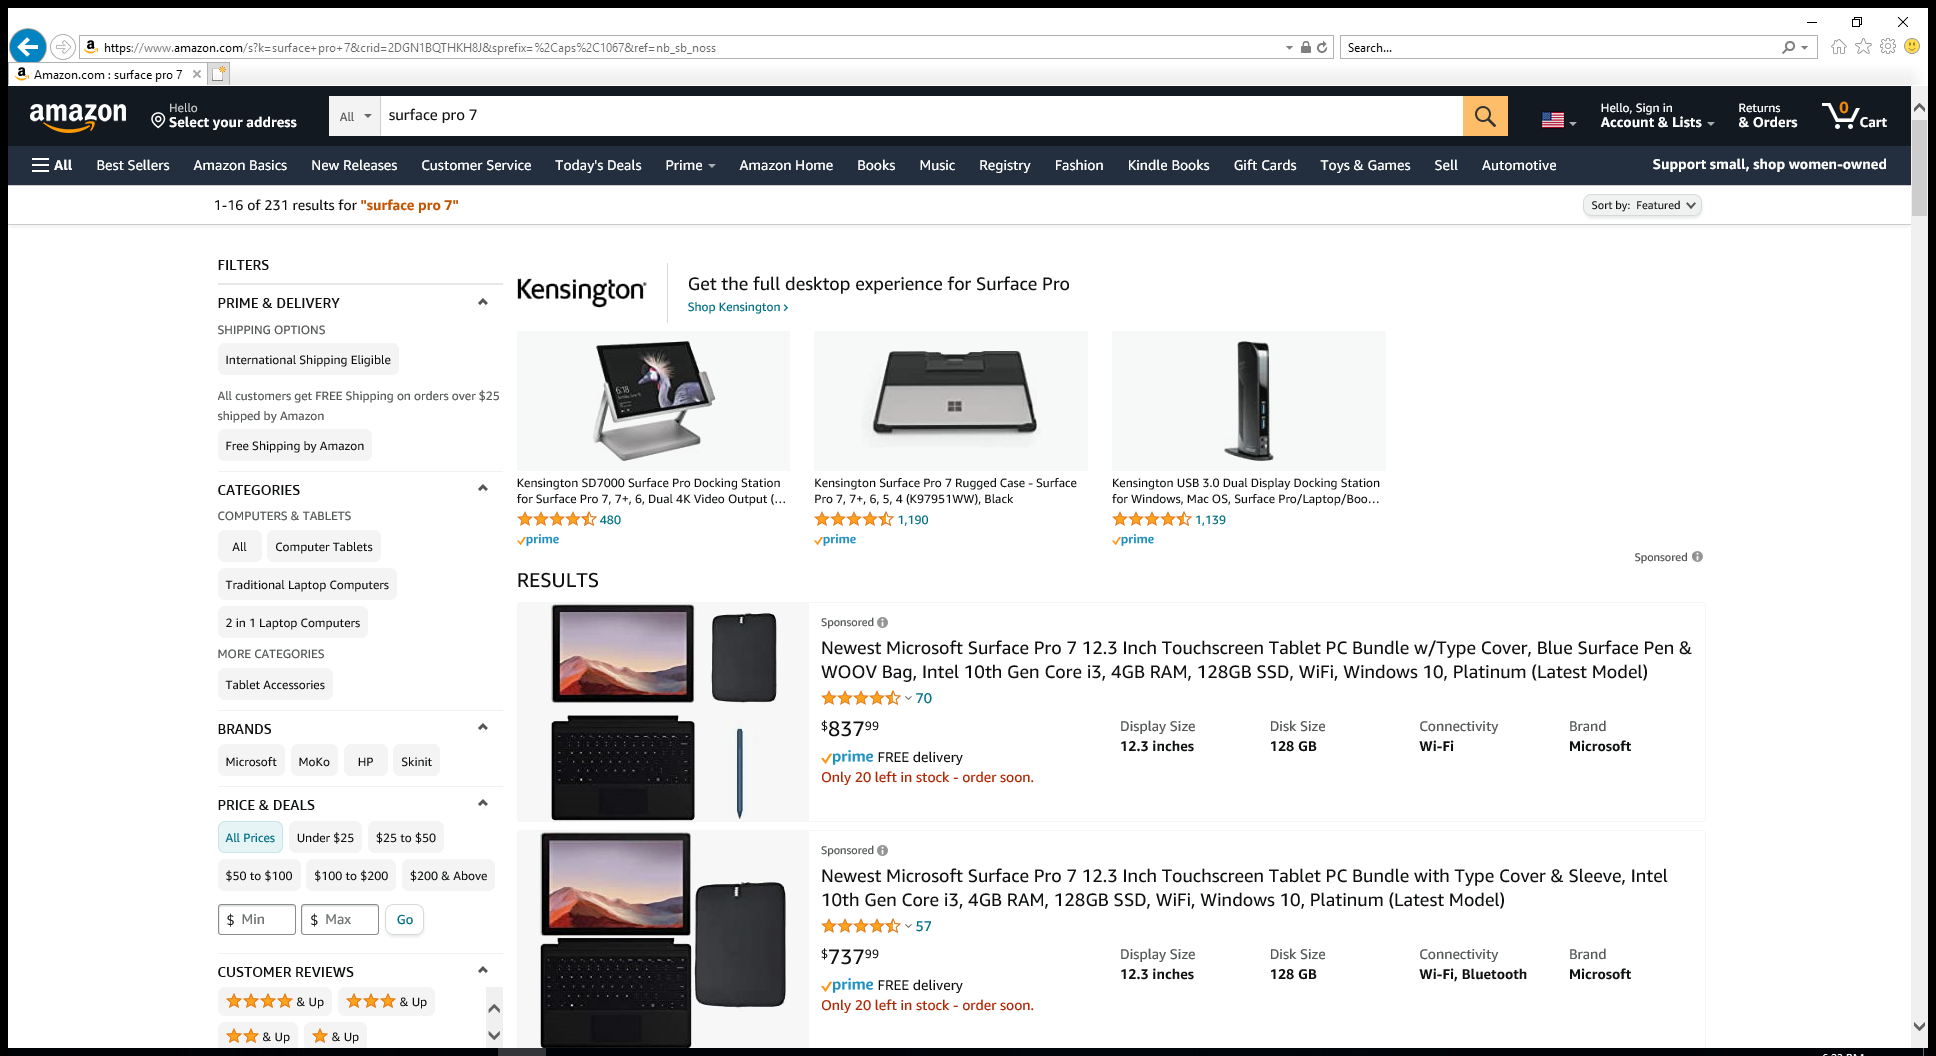 https://www.amazon.com/s?k=surface+pro+7&crid=2DGN1BQTHKH8J&sprefix=%2Caps%2C1067&ref=nb_sb_noss
Search...
Amazon.com : surface pro 7
amazon
Hello
Select your address
All
surface pro 7
Hello, Sign in
Account & Lists
Returns
& Orders
0
Cart
All
Best Sellers
Amazon Basics
New Releases
Customer Service
Today's Deals
Prime
Amazon Home
Books
Music
Registry
Fashion
Kindle Books
Gift Cards
Toys & Games
Sell
Automotive
Support small, shop women-owned
1-16 of 231 results for "surface pro 7"
Sort by: Featured
FILTERS
PRIME & DELIVERY
SHIPPING OPTIONS
International Shipping Eligible
All customers get FREE Shipping on orders over $25
shipped by Amazon
Free Shipping by Amazon
CATEGORIES
COMPUTERS & TABLETS
All
Computer Tablets
Traditional Laptop Computers
2 in 1 Laptop Computers
MORE CATEGORIES
Tablet Accessories
BRANDS
Microsoft
MoKo
HP
Skinit
PRICE & DEALS
All Prices
Under $25
$25 to $50
$50 to $100
$100 to $200
$200 & Above
$ Min
$ Max
Go
CUSTOMER REVIEWS
& Up
& Up
& Up
& Up
Kensington
Get the full desktop experience for Surface Pro
Shop Kensington ›
6:18
Kensington SD7000 Surface Pro Docking Station
for Surface Pro 7, 7+, 6, Dual 4K Video Output (...
480
prime
Kensington Surface Pro 7 Rugged Case - Surface
Pro 7, 7+, 6, 5, 4 (K97951WW), Black
1,190
prime
Kensington USB 3.0 Dual Display Docking Station
for Windows, Mac OS, Surface Pro/Laptop/Boo...
1,139
prime
Sponsored
RESULTS
Sponsored
Newest Microsoft Surface Pro 7 12.3 Inch Touchscreen Tablet PC Bundle w/Type Cover, Blue Surface Pen &
WOOV Bag, Intel 10th Gen Core i3, 4GB RAM, 128GB SSD, WiFi, Windows 10, Platinum (Latest Model)
70
$837 99
prime FREE delivery
Only 20 left in stock - order soon.
Display Size
12.3 inches
Disk Size
128 GB
Connectivity
Wi-Fi
Brand
Microsoft
Sponsored
Newest Microsoft Surface Pro 7 12.3 Inch Touchscreen Tablet PC Bundle with Type Cover & Sleeve, Intel
10th Gen Core i3, 4GB RAM, 128GB SSD, WiFi, Windows 10, Platinum (Latest Model)
57
$737 99
prime FREE delivery
Only 20 left in stock - order soon.
Display Size
12.3 inches
Disk Size
128 GB
Connectivity
Wi-Fi, Bluetooth
Brand
Microsoft